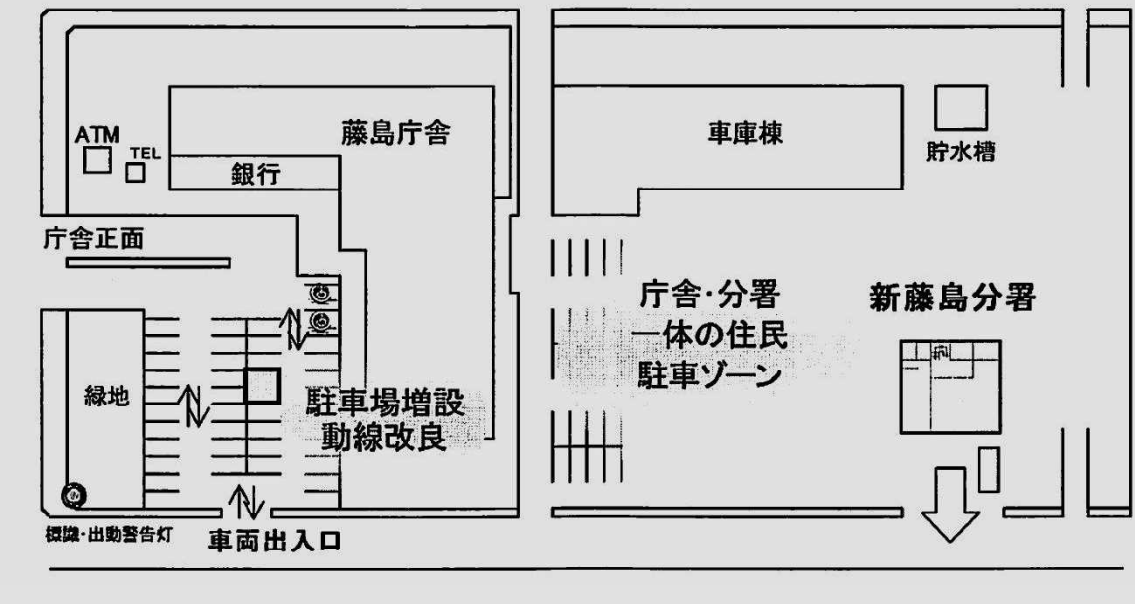 藤島庁舎
ATM
TEL
銀行
庁舎正面
緑地
駐車場増設
動線改良
標識・出動警告灯
車両出入口
車庫棟
貯水槽
庁舎・分署
一体の住民
駐車ゾーン
新藤島分署